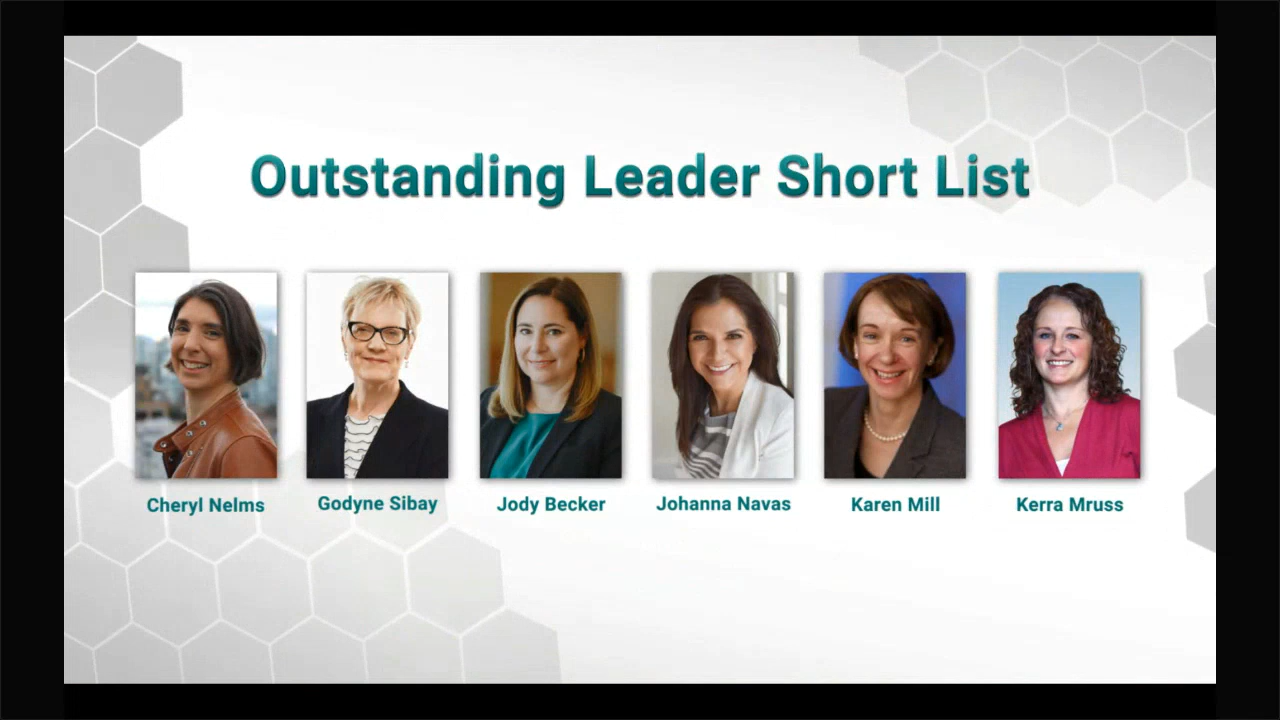 Outstanding Leader Short List
Cheryl Nelms
Godyne Sibay
Jody Becker
Johanna Navas
Karen Mill
Kerra Mruss